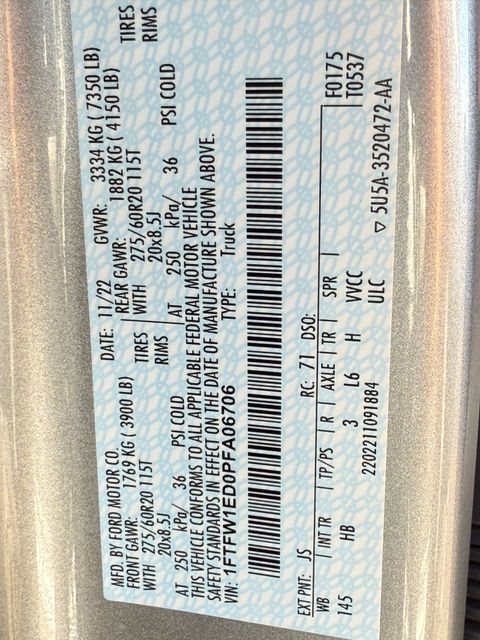 MFD. BY FORD MOTOR CO.
DATE: 11/22 GVWR: 3334 KG ( 7350 LB)
FRONT GAWR: 1769 KG ( 3900 LB) REAR GAWR: 1882 KG ( 4150 LB)
WITH 275/60R20 115T TIRES WITH 275/60R20 115T TIRES
20x8.5J RIMS 20x8.5J RIMS
AT 250 kPa/ 36 PSI COLD AT 250 kPa/ 36 PSI COLD
THIS VEHICLE CONFORMS TO ALL APPLICABLE FEDERAL MOTOR VEHICLE
SAFETY STANDARDS IN EFFECT ON THE DATE OF MANUFACTURE SHOWN ABOVE.
VIN: 1FTFW1ED0PFA06706 TYPE: Truck
F0175
EXT PNT: JS RC: 71 DSO: T0537
WB | INT TR | TP/PS | R | AXLE | TR | SPR |
145 HB 3 L6 H VVCC
2202211091884 ULC ▽ 5U5A-3520472-AA